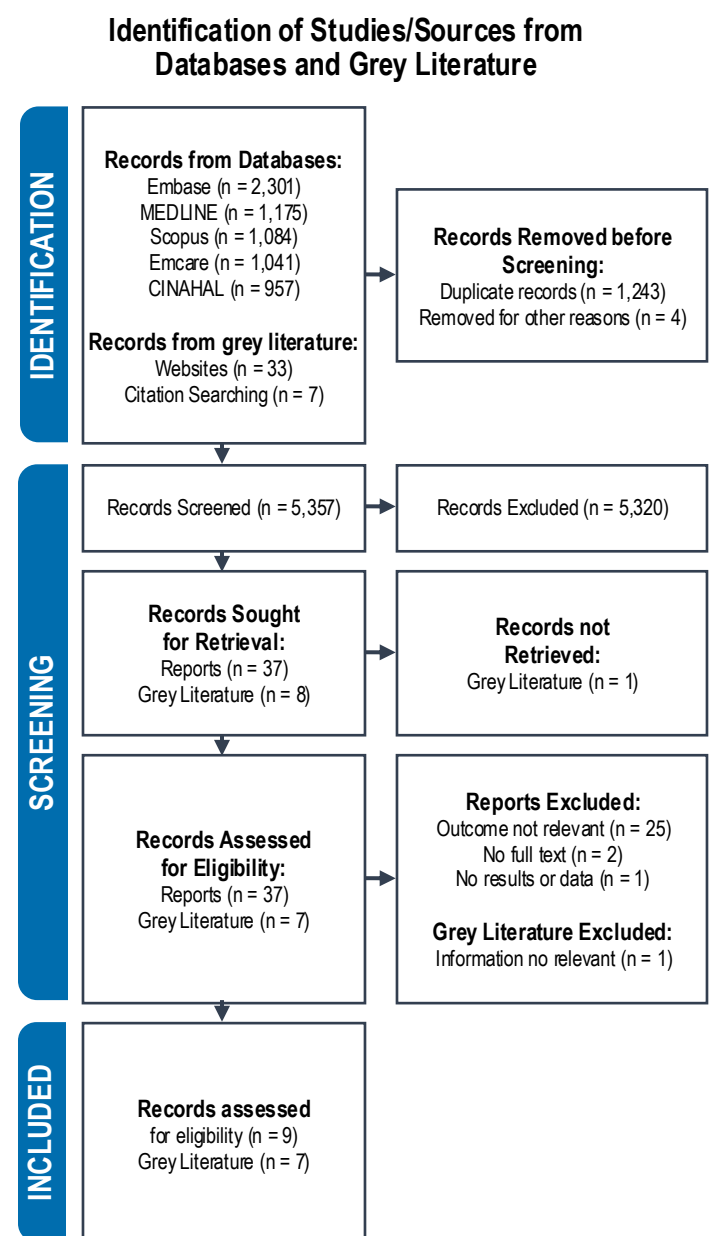 Identification of Studies/Sources from
Databases and Grey Literature
IDENTIFICATION
Records from Databases:
Embase (n = 2,301)
MEDLINE (n = 1,175)
Scopus (n = 1,084)
Emcare (n = 1,041)
CINAHAL (n = 957)
Records from grey literature:
Websites (n = 33)
Citation Searching (n = 7)
Records Removed before
Screening:
Duplicate records (n = 1,243)
Removed for other reasons (n = 4)
SCREENING
Records Screened (n = 5,357)
Records Excluded (n = 5,320)
Records Sought
for Retrieval:
Reports (n = 37)
Grey Literature (n = 8)
Records not
Retrieved:
Grey Literature (n = 1)
Records Assessed
for Eligibility:
Reports (n = 37)
Grey Literature (n = 7)
Reports Excluded:
Outcome not relevant (n = 25)
No full text (n = 2)
No results or data (n = 1)
Grey Literature Excluded:
Information no relevant (n = 1)
INCLUDED
Records assessed
for eligibility (n = 9)
Grey Literature (n = 7)